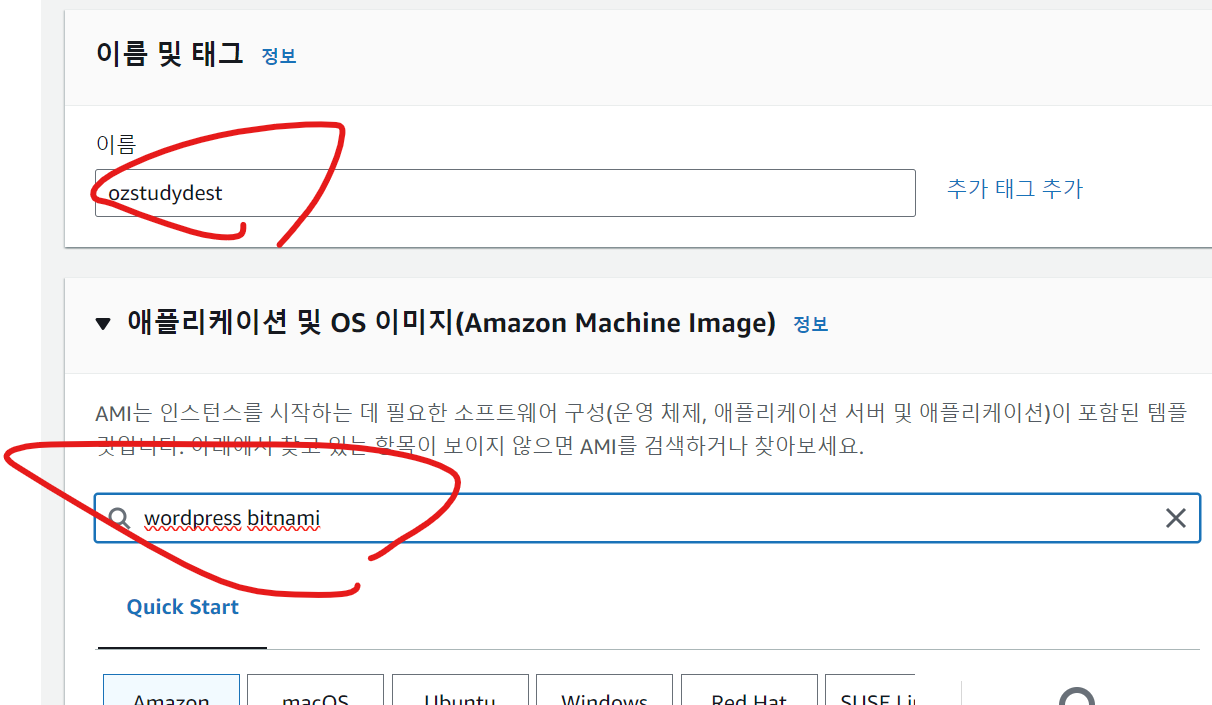 이름 및 태그 정보
이름
ozstudydest
추가 태그 추가
애플리케이션 및 OS 이미지(Amazon Machine Image) 정보
AMI는 인스턴스를 시작하는 데 필요한 소프트웨어 구성(운영 체제, 애플리케이션 서버 및 애플리케이션)이 포함된 템플
릿입니다. 아래에서 찾고 있는 항목이 보이지 않으면 AMI를 검색하거나 찾아보세요.
wordpress bitnami
Quick Start
Amazon macOS Ubuntu Windows Red Hat SUSE Li